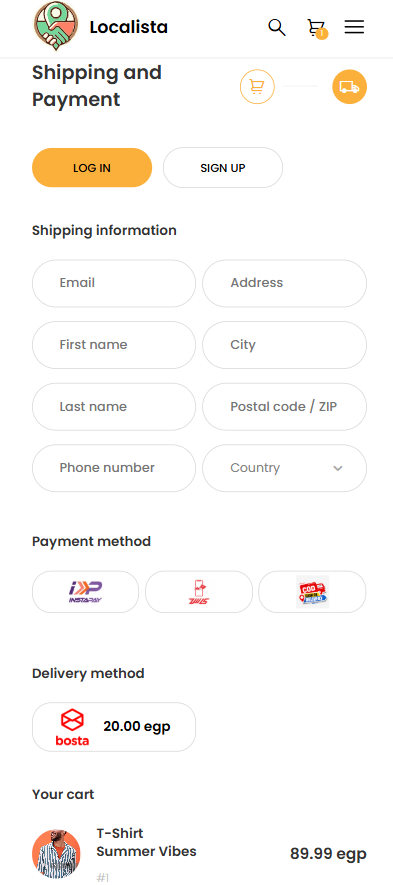 Localista
1
Shipping and
Payment
LOG IN
SIGN UP
Shipping information
Email
Address
First name
City
Last name
Postal code / ZIP
Phone number
Country
Payment method
INSTAPAY
COD
Delivery method
bosta
20.00 egp
Your cart
T-Shirt
Summer Vibes
89.99 egp
#1